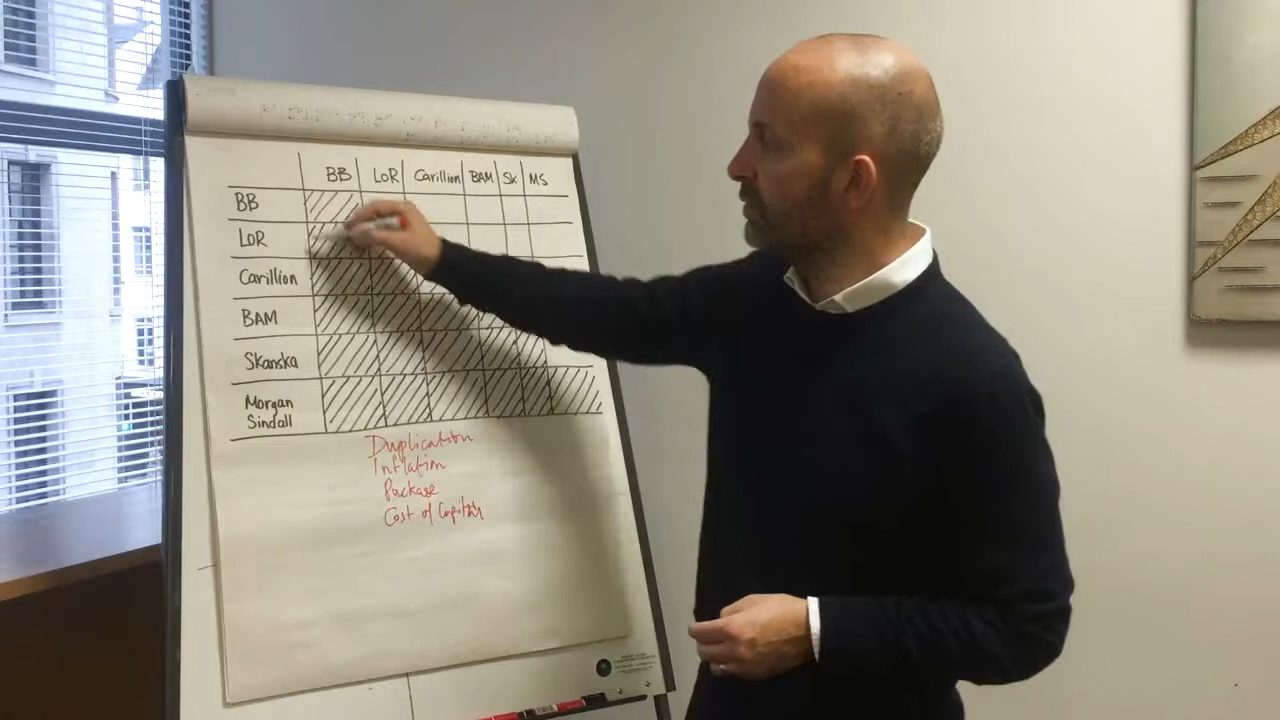 BB LoR Carillion BAM SK MS
BB
LoR
Carillion
BAM
Skanska
Morgan
Sindall
Duplication
Inflation
Package
Cost of Capital